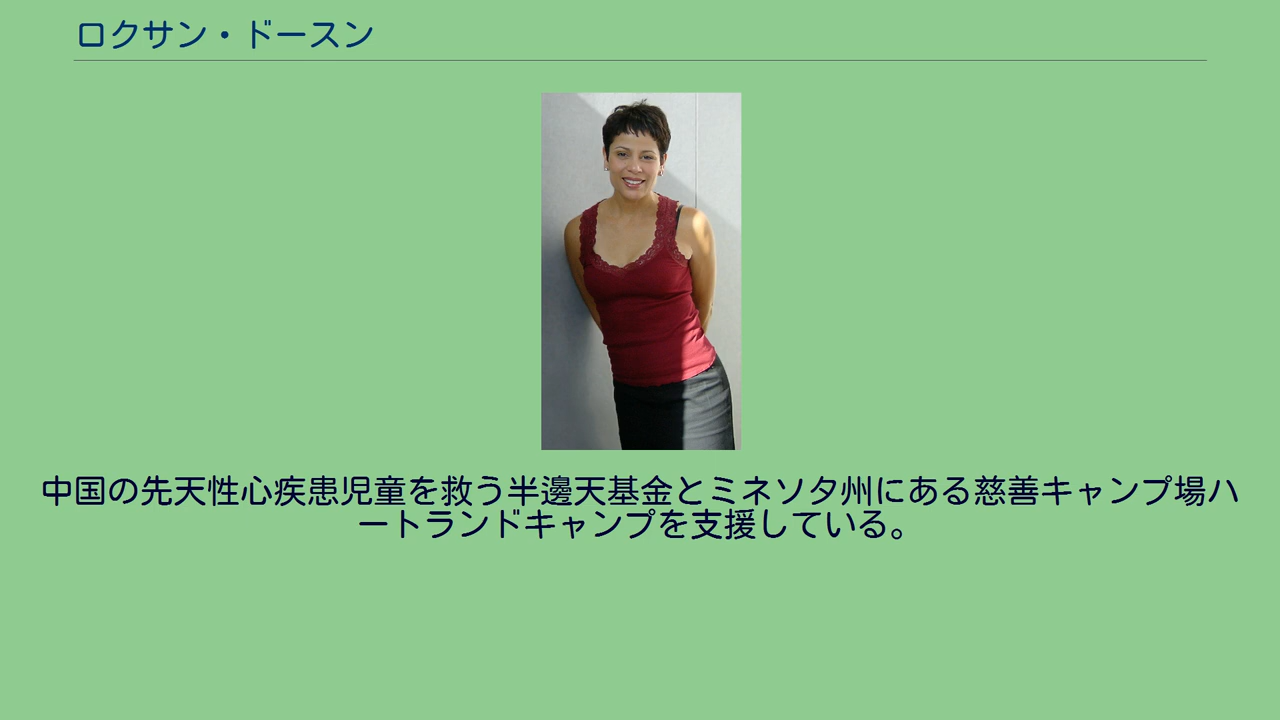 ロクサン・ドースン
中国の先天性心疾患児童を救う半邊天基金とミネソタ州にある慈善キャンプ場ハ
ートランドキャンプを支援している。